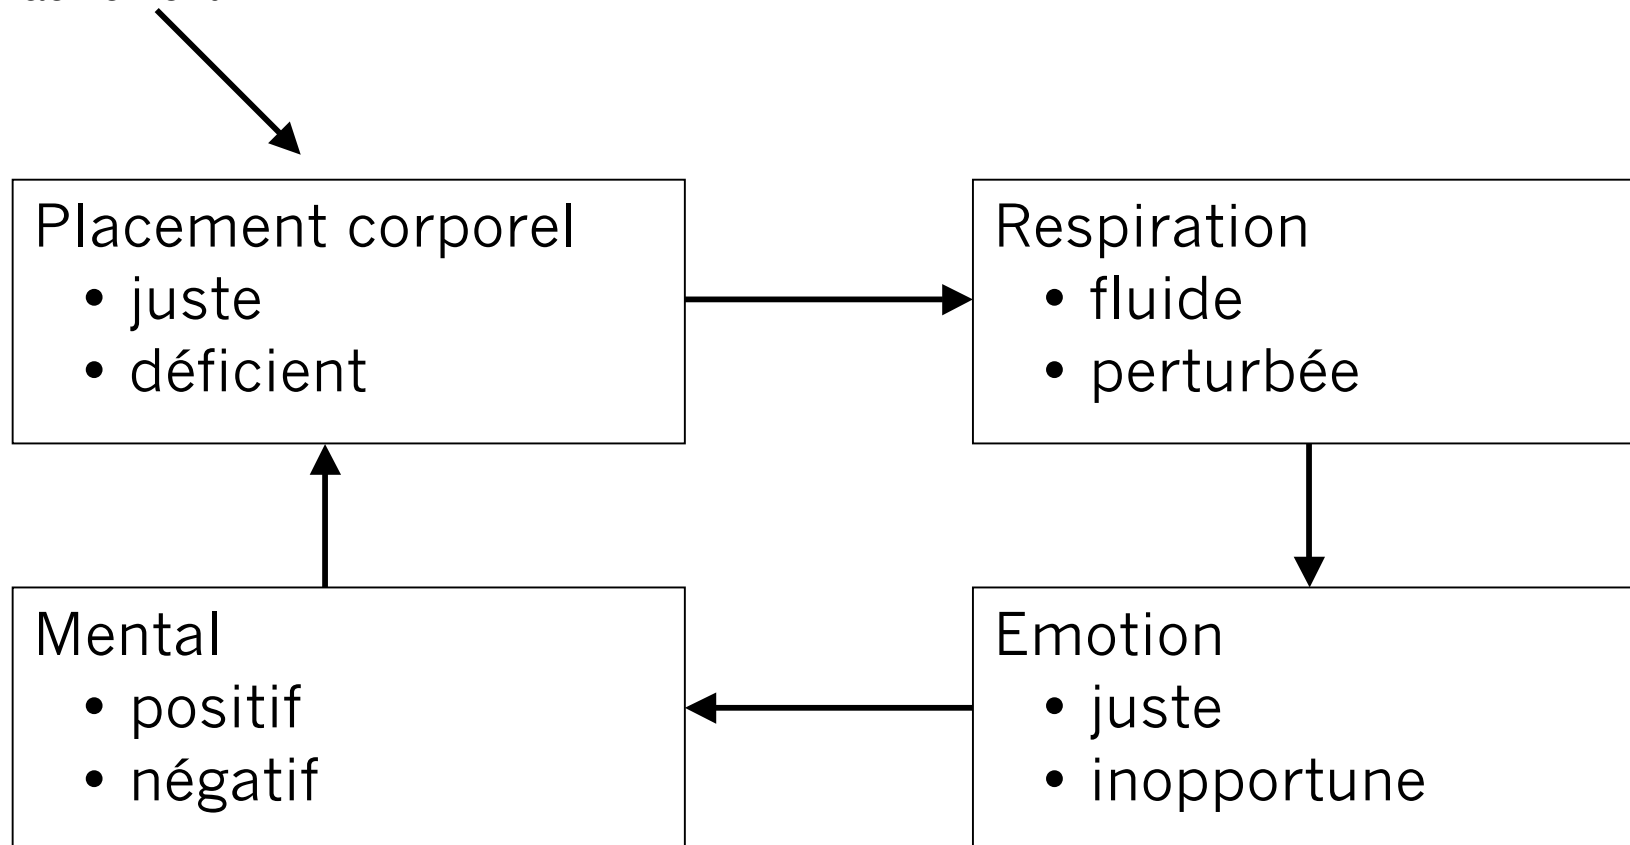 Placement corporel
• juste
• déficient
Respiration
• fluide
• perturbée
Mental
• positif
• négatif
Emotion
• juste
• inopportune